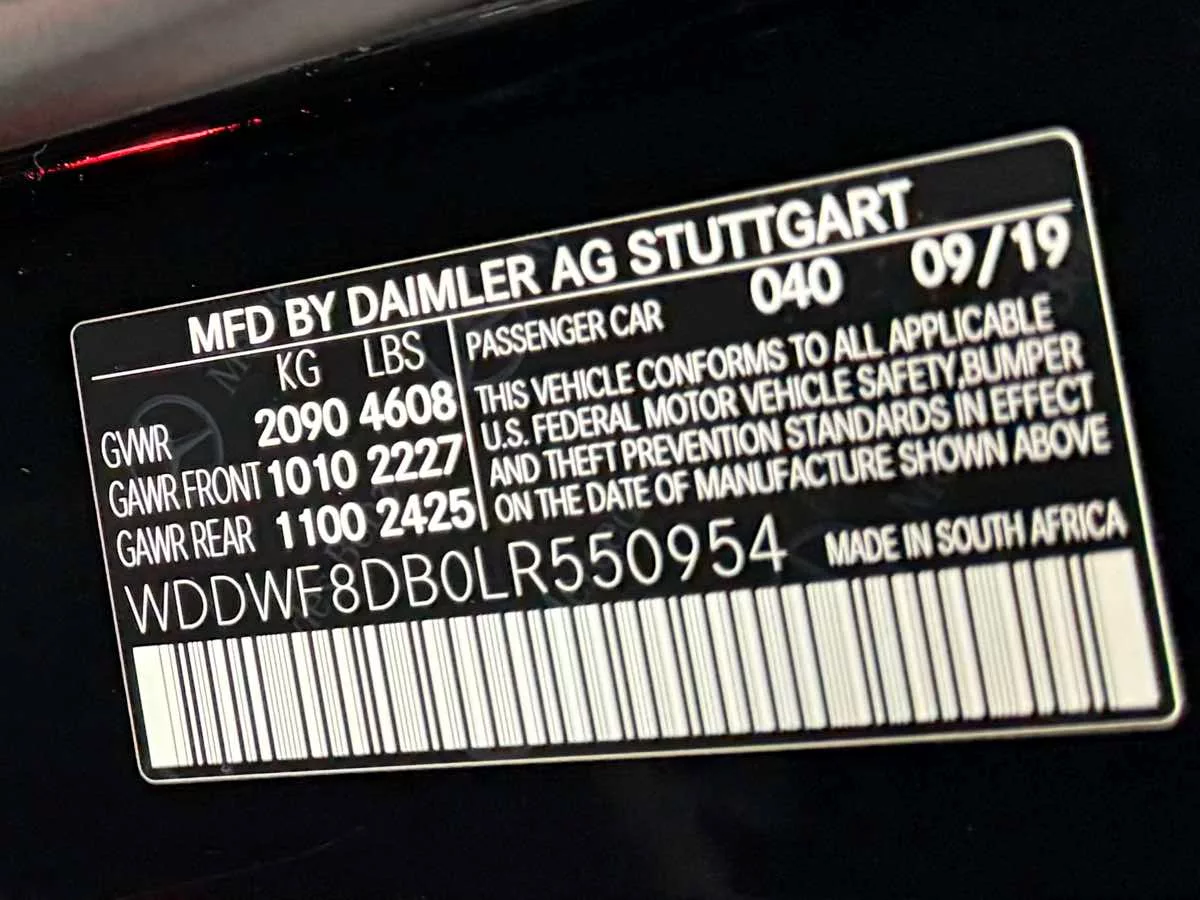 MFD BY DAIMLER AG STUTTGART
KG LBS
GVWR 2090 4608
GAWR FRONT 1010 2227
GAWR REAR 1100 2425
PASSENGER CAR 040 09/19
THIS VEHICLE CONFORMS TO ALL APPLICABLE
U.S. FEDERAL MOTOR VEHICLE SAFETY,BUMPER
AND THEFT PREVENTION STANDARDS IN EFFECT
ON THE DATE OF MANUFACTURE SHOWN ABOVE
WDDWF8DB0LR550954 MADE IN SOUTH AFRICA